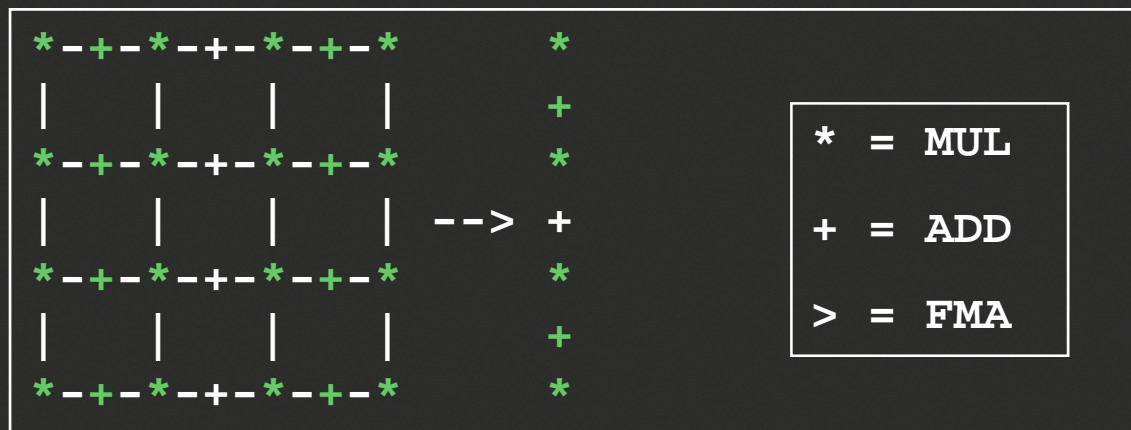 *-+-*-+-*-+-* *
| | | | +
*-+-*-+-*-+-* *
| | | | --> +
*-+-*-+-*-+-* *
| | | | +
*-+-*-+-*-+-* *
* = MUL
+ = ADD
> = FMA